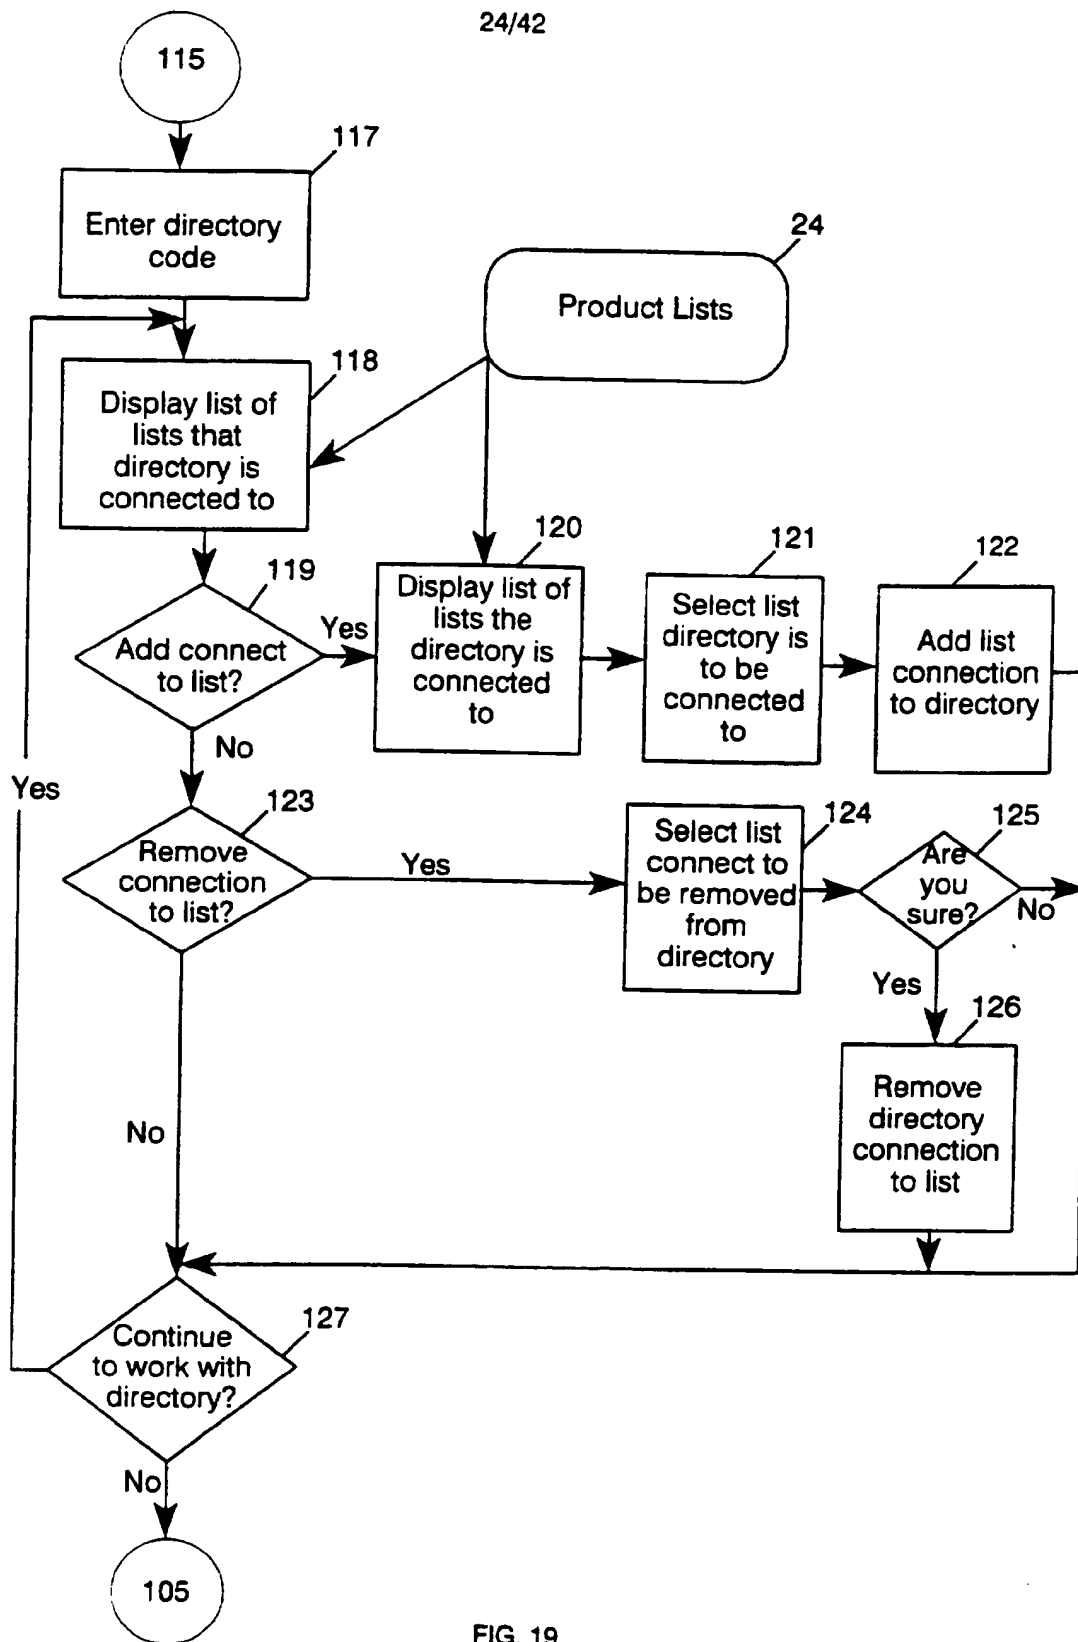 24/42
115
117
Enter directory
code
24
Product Lists
118
Display list of
lists that
directory is
connected to
119
Add connect
to list?
Yes
No
120
Display list of
lists the
directory is
connected
to
121
Select list
directory is
to be
connected
to
122
Add list
connection
to directory
Yes
123
Remove
connection
to list?
Yes
No
124
Select list
connect to
be removed
from
directory
125
Are
you
sure?
No
Yes
126
Remove
directory
connection
to list
127
Continue
to work with
directory?
No
105
FIG. 19